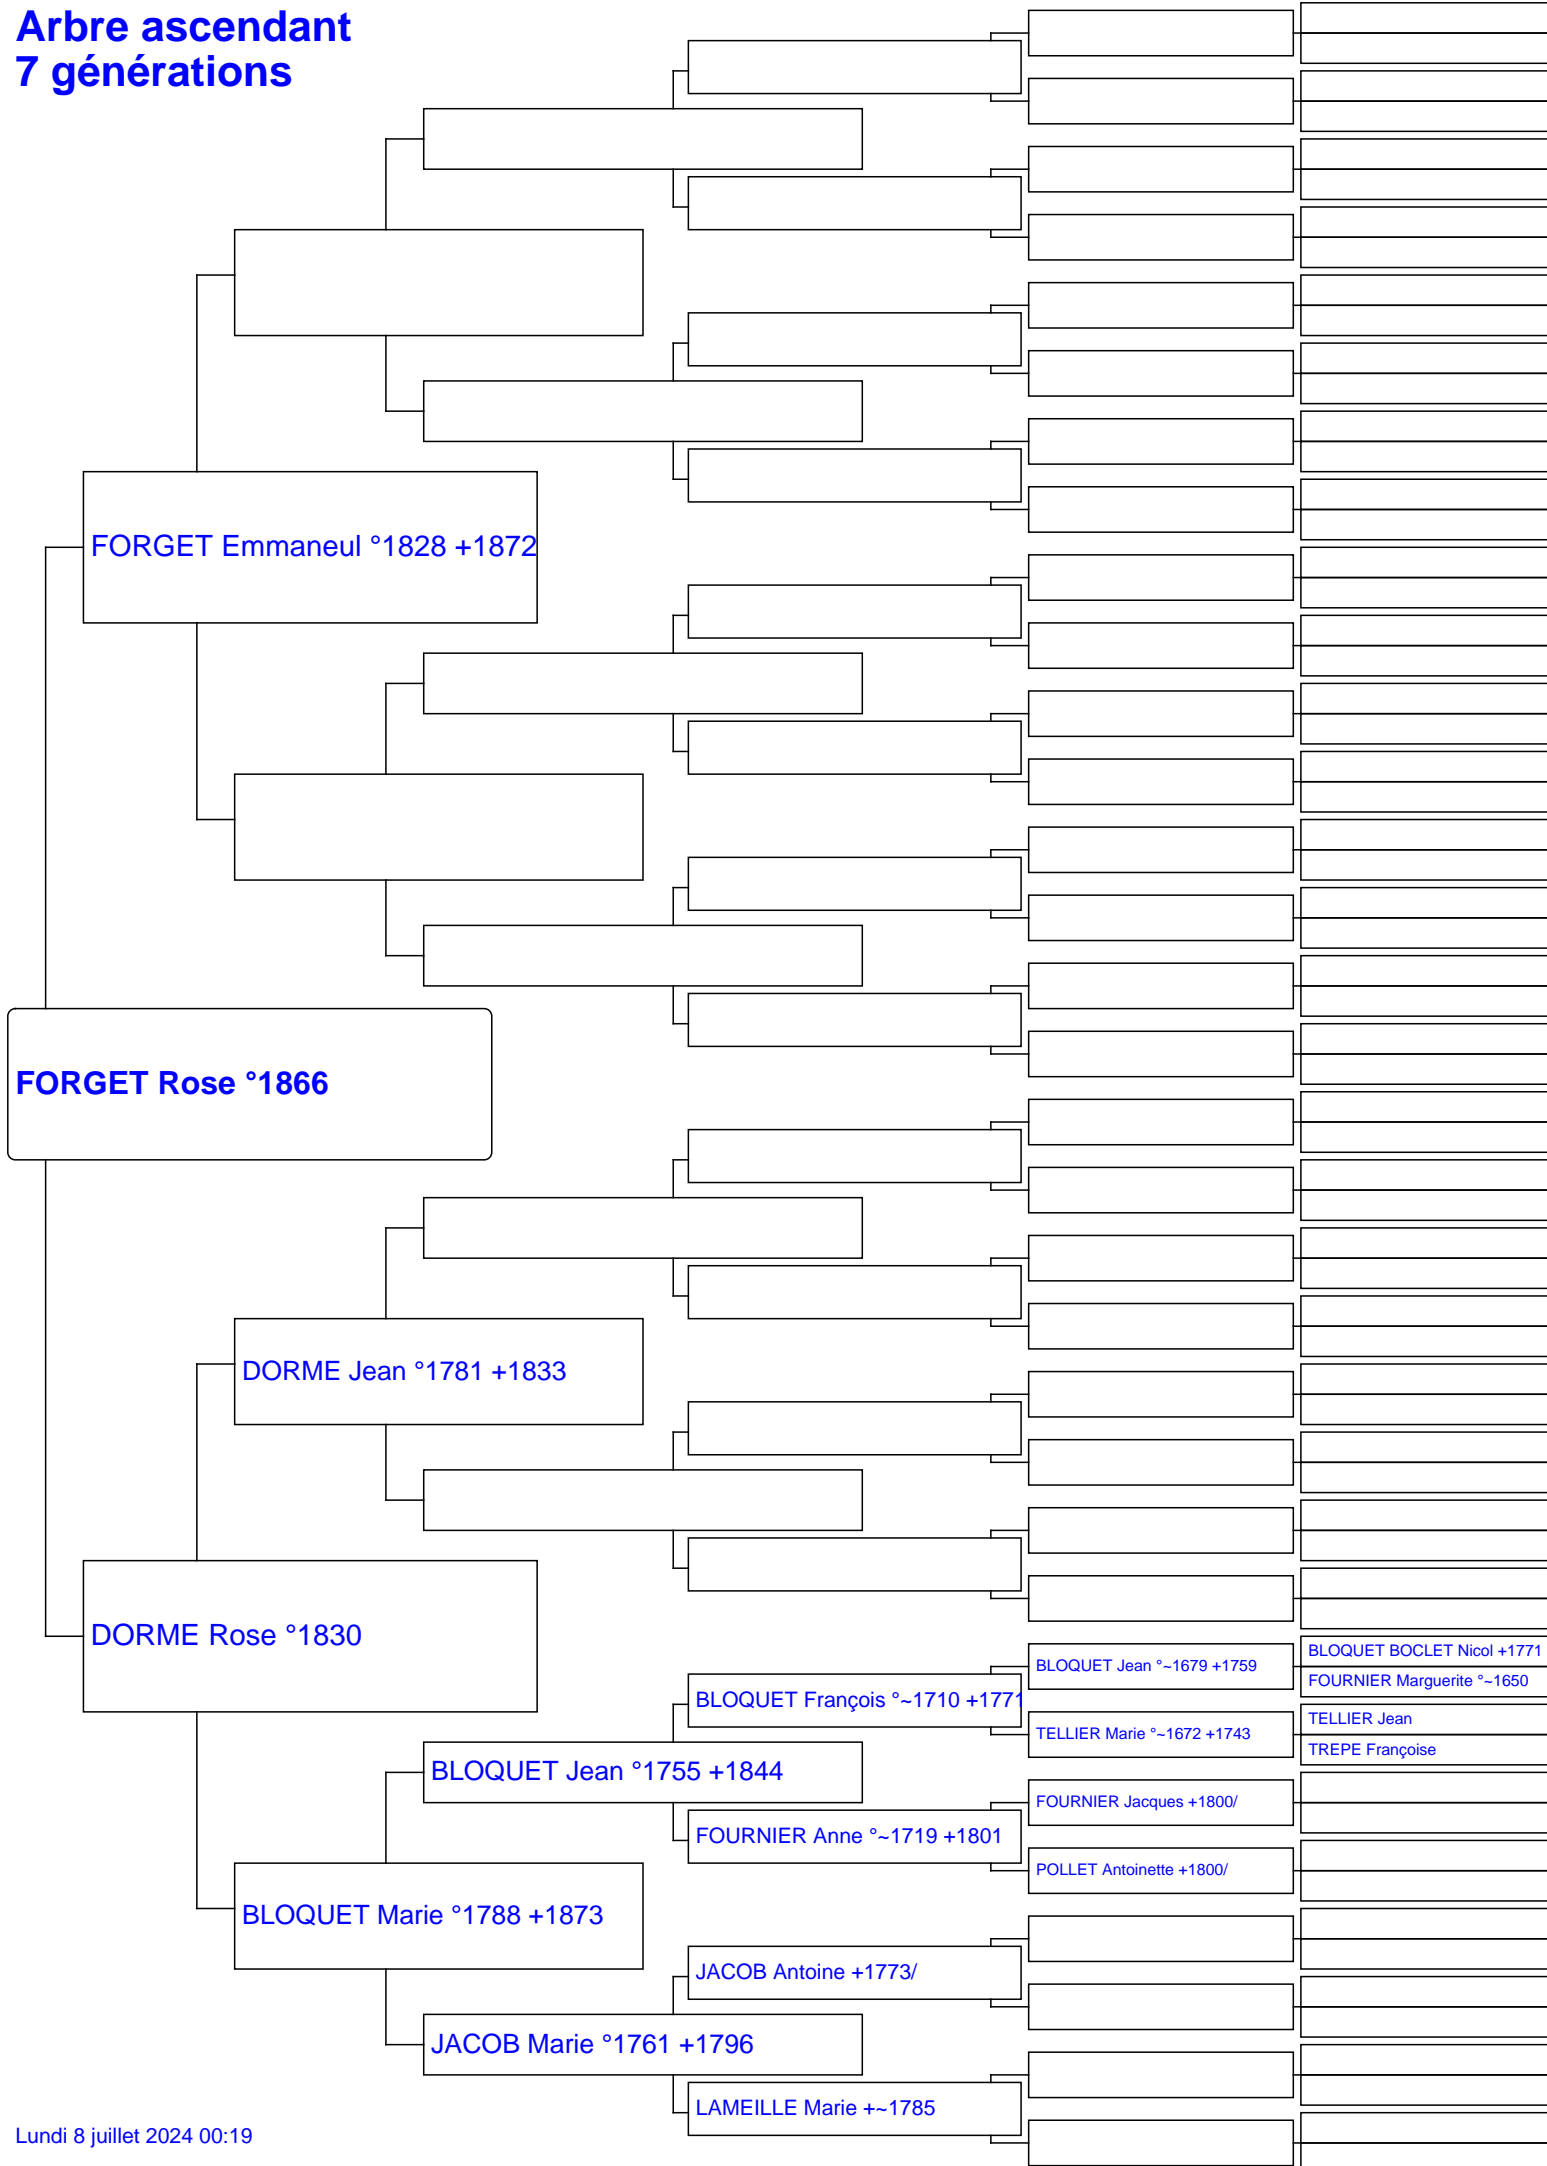 Arbre ascendant
7 générations
FORGET Emmaneul °1828 +1872
FORGET Rose °1866
DORME Jean °1781 +1833
DORME Rose °1830
BLOQUET Jean °~1679 +1759
BLOQUET BOCLET Nicol +1771
FOURNIER Marguerite °~1650
BLOQUET François °~1710 +1771
TELLIER Marie °~1672 +1743
TELLIER Jean
TREPE Françoise
BLOQUET Jean °1755 +1844
FOURNIER Jacques +1800/
FOURNIER Anne °~1719 +1801
POLLET Antoinette +1800/
BLOQUET Marie °1788 +1873
JACOB Antoine +1773/
JACOB Marie °1761 +1796
LAMEILLE Marie +~1785
Lundi 8 juillet 2024 00:19